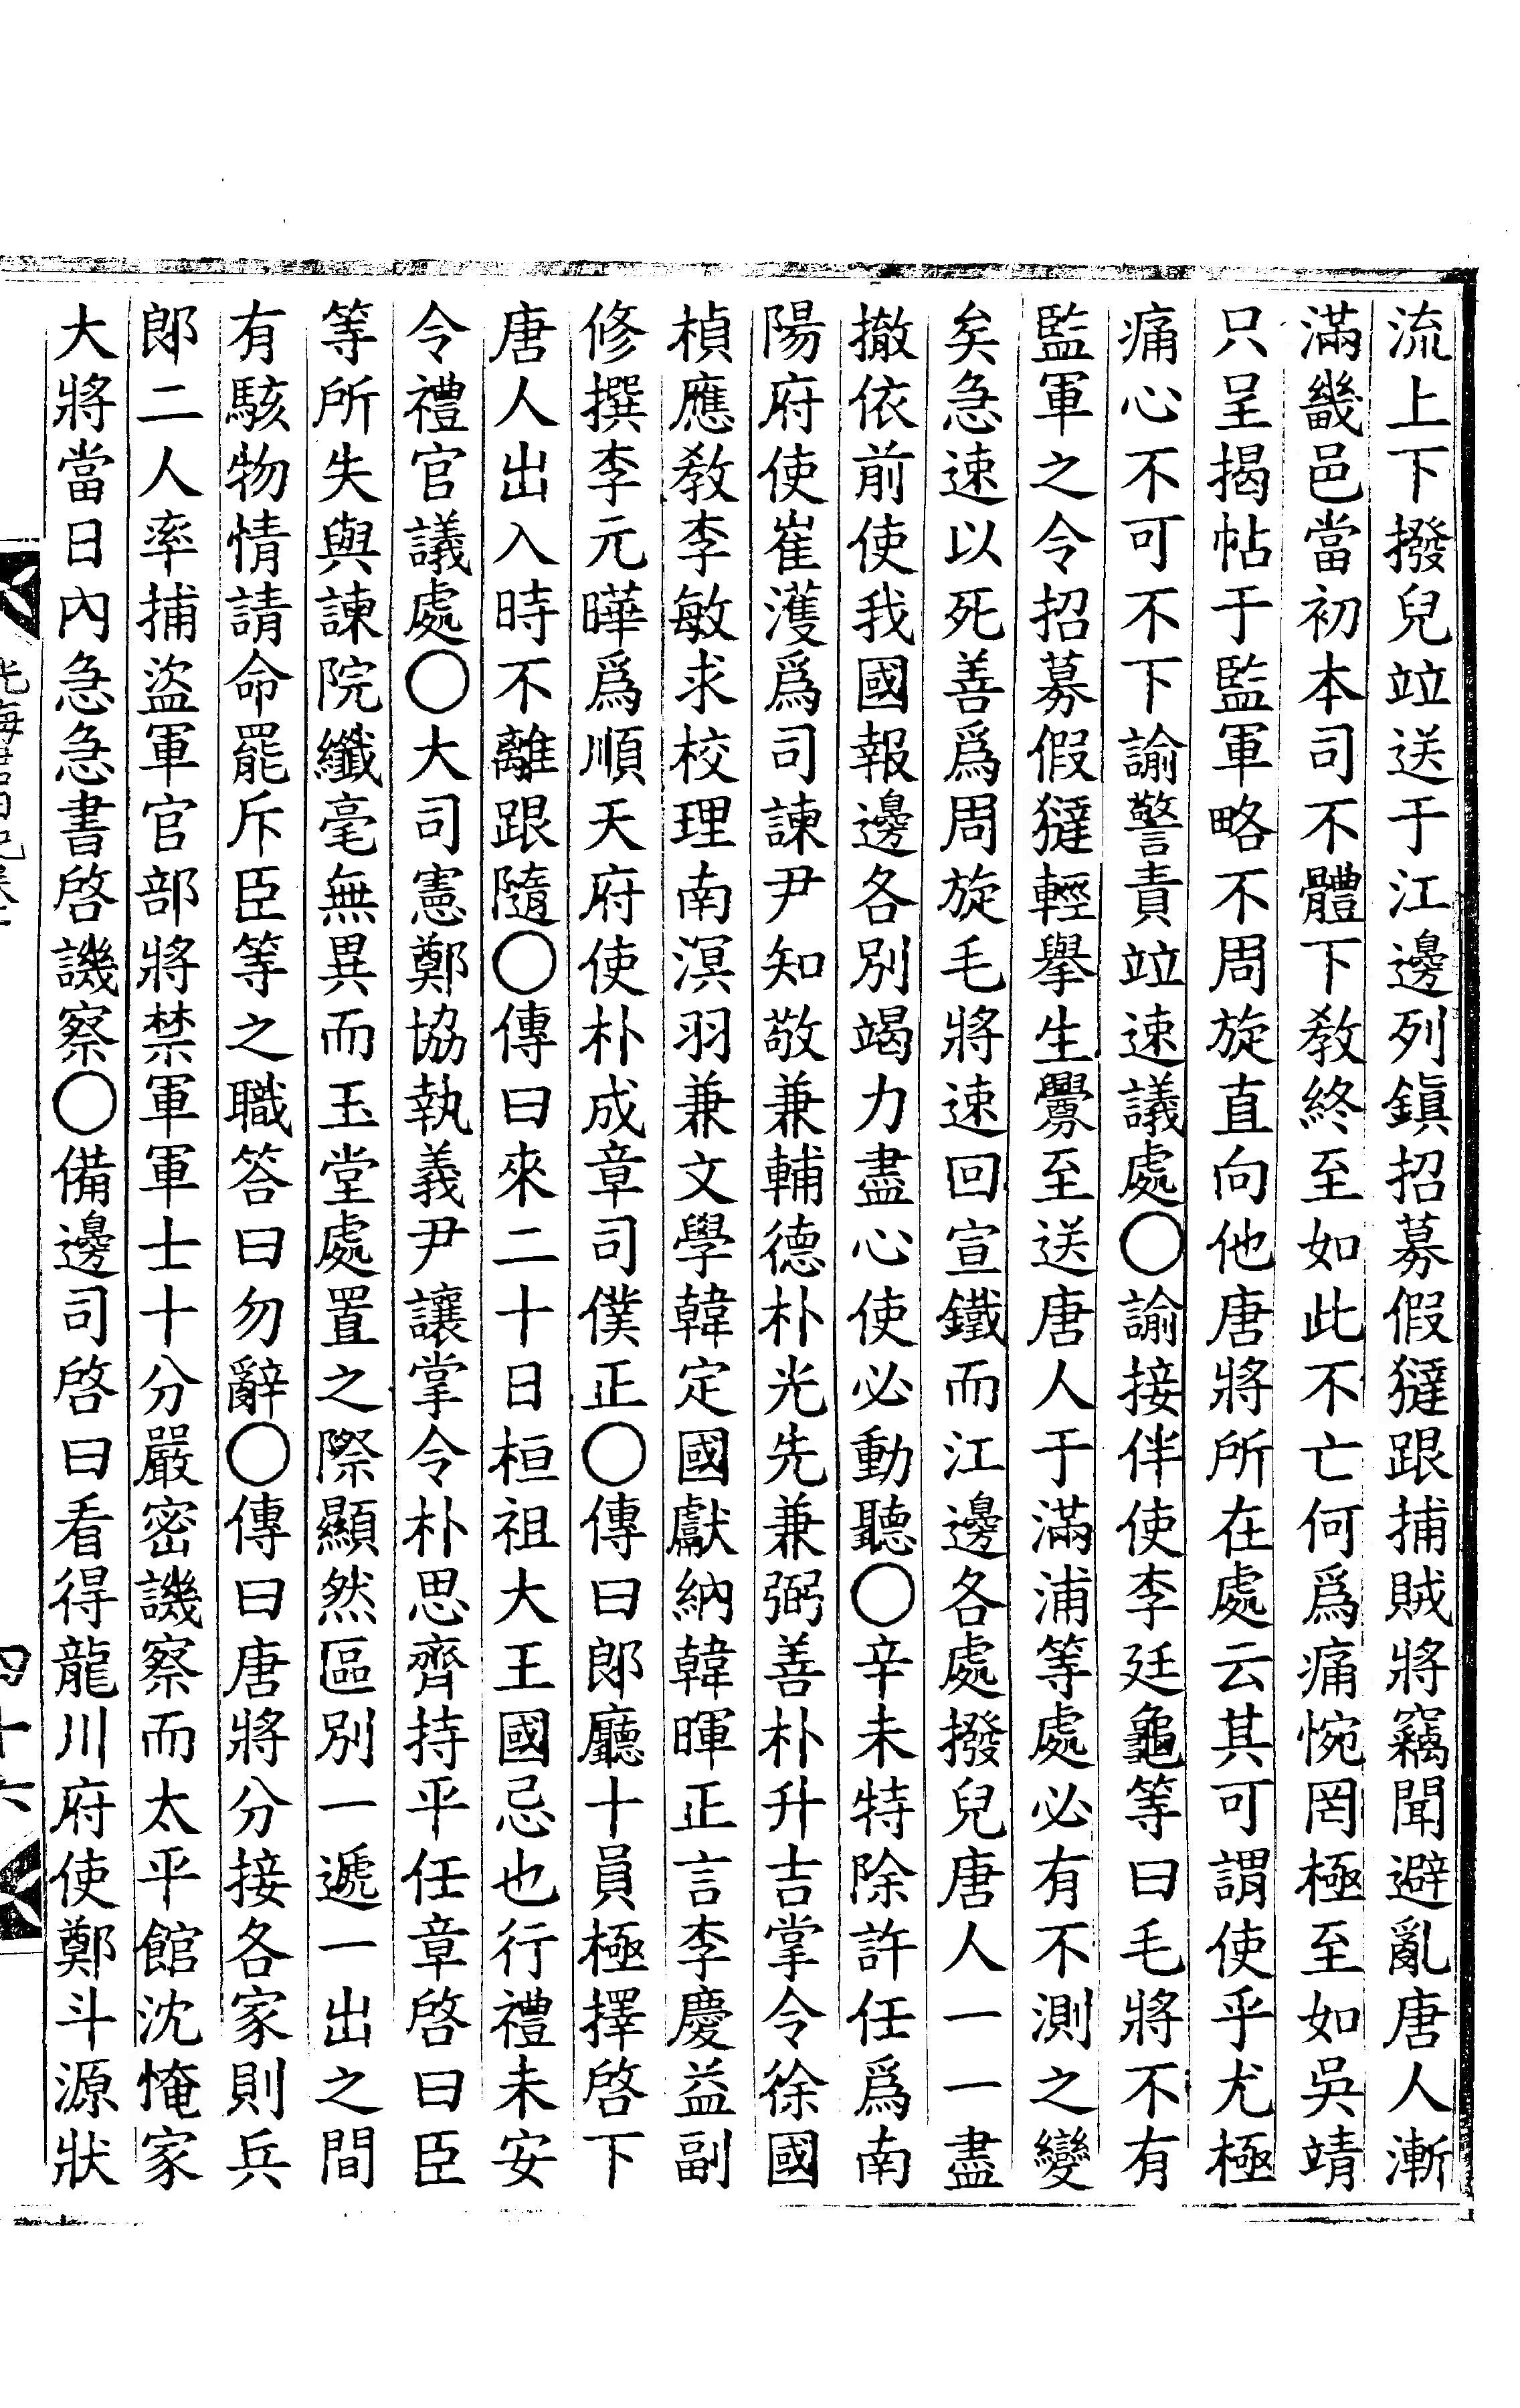 流上下撥兒竝送于江邊列鎭招募假㺚跟捕賊將竊聞避亂唐人漸
滿畿邑當初本司不體下敎終至如此不亡何爲痛惋罔極至如吳靖
只呈揭帖于監軍略不周旋直向他唐將所在處云其可謂使乎尤極
痛心不可不下諭警責竝速議處〇諭接伴使李廷龜等曰毛將不有
監軍之令招募假㺚輕擧生釁至送唐人于滿浦等處必有不測之變
矣急速以死善爲周旋毛將速回宣鐵而江邊各處撥兒唐人一一盡
撤依前使我國報邊各別竭力盡心使必動聽〇辛未特除許任爲南
陽府使崔濩爲司諫尹知敬兼輔德朴光先兼弼善朴升吉掌令徐國
楨應敎李敏求校理南溟羽兼文學韓定國獻納韓暉正言李慶益副
修撰李元曄爲順天府使朴成章司僕正〇傳曰郞廳十員極擇啓下
唐人出入時不離跟隨〇傳曰來二十日桓祖大王國忌也行禮未安
令禮官議處〇大司憲鄭協執義尹讓掌令朴思齊持平任章啓曰臣
等所失與諫院纖毫無異而玉堂處置之際顯然區別一遞一出之間
有駭物情請命罷斥臣等之職答曰勿辭〇傳曰唐將分接各家則兵
郞二人率捕盜軍官部將禁軍軍士十分嚴密譏察而太平館沈惓家
大將當日內急急書啓譏察〇備邊司啓曰看得龍川府使鄭斗源狀
四十六